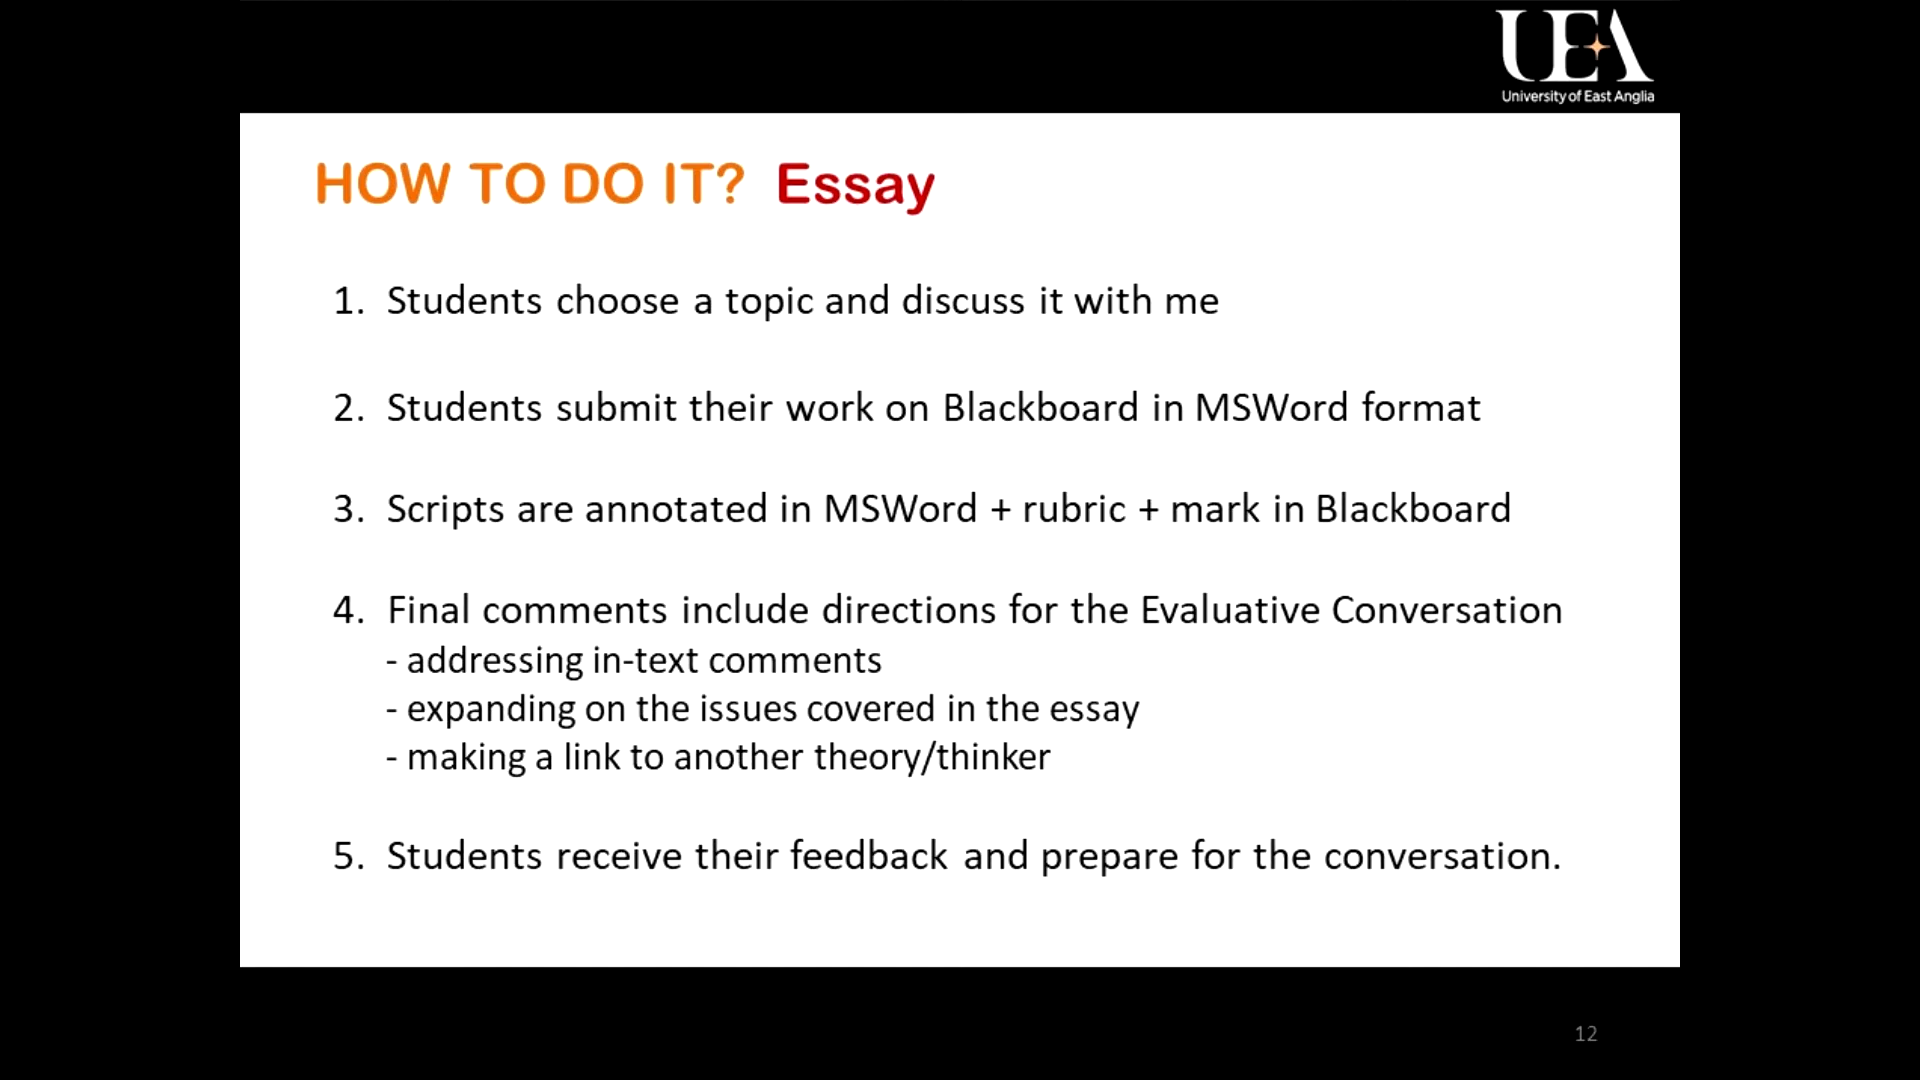 UEA
University of East Anglia
HOW TO DO IT? Essay
1. Students choose a topic and discuss it with me
2. Students submit their work on Blackboard in MSWord format
3. Scripts are annotated in MSWord + rubric + mark in Blackboard
4. Final comments include directions for the Evaluative Conversation
- addressing in-text comments
- expanding on the issues covered in the essay
- making a link to another theory/thinker
5. Students receive their feedback and prepare for the conversation.
12